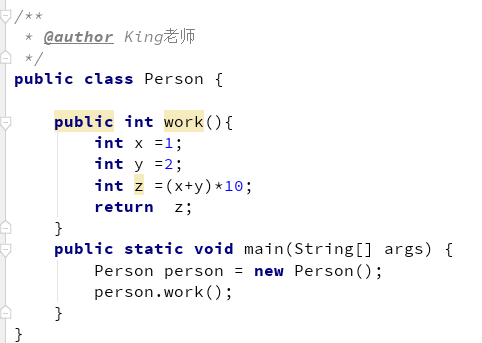 /**
 * @author King老师
 */
public class Person {
    public int work(){
        int x =1;
        int y =2;
        int z =(x+y)*10;
        return  z;
    }
    public static void main(String[] args) {
        Person person = new Person();
        person.work();
    }
}